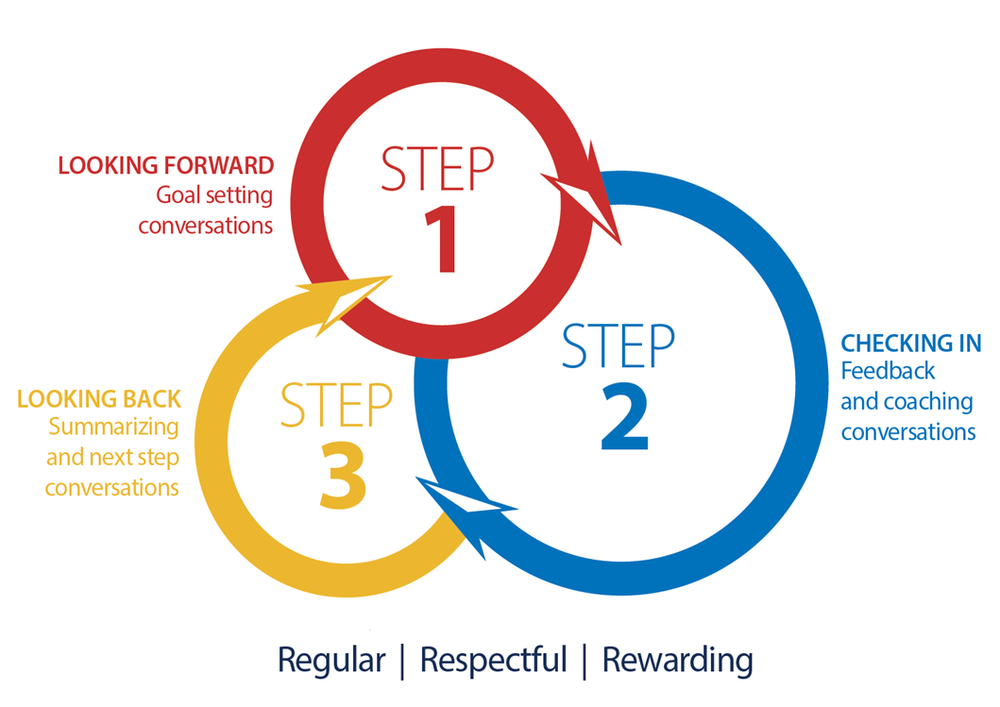 STEP
1
LOOKING FORWARD
Goal setting
conversations
STEP
2
CHECKING IN
Feedback
and coaching
conversations
STEP
3
LOOKING BACK
Summarizing
and next step
conversations
Regular | Respectful | Rewarding